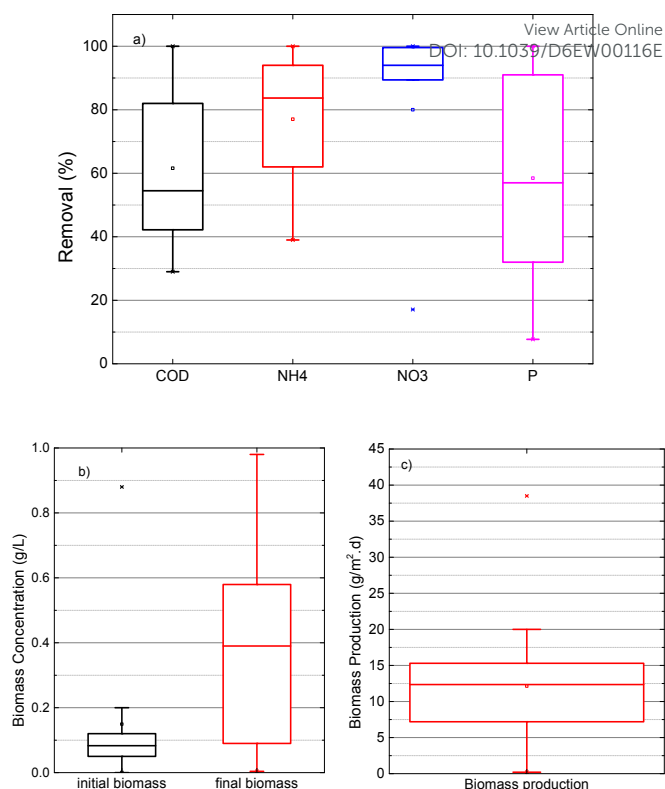 View Article Online
DOI: 10.1039/D6EW00116E
a)
100
80
60
40
20
0
Removal (%)
COD NH4 NO3 P
b)
1.0
0.8
0.6
0.4
0.2
0.0
Biomass Concentration (g/L)
initial biomass final biomass
c)
45
40
35
30
25
20
15
10
5
0
Biomass Production (g/m².d)
Biomass production